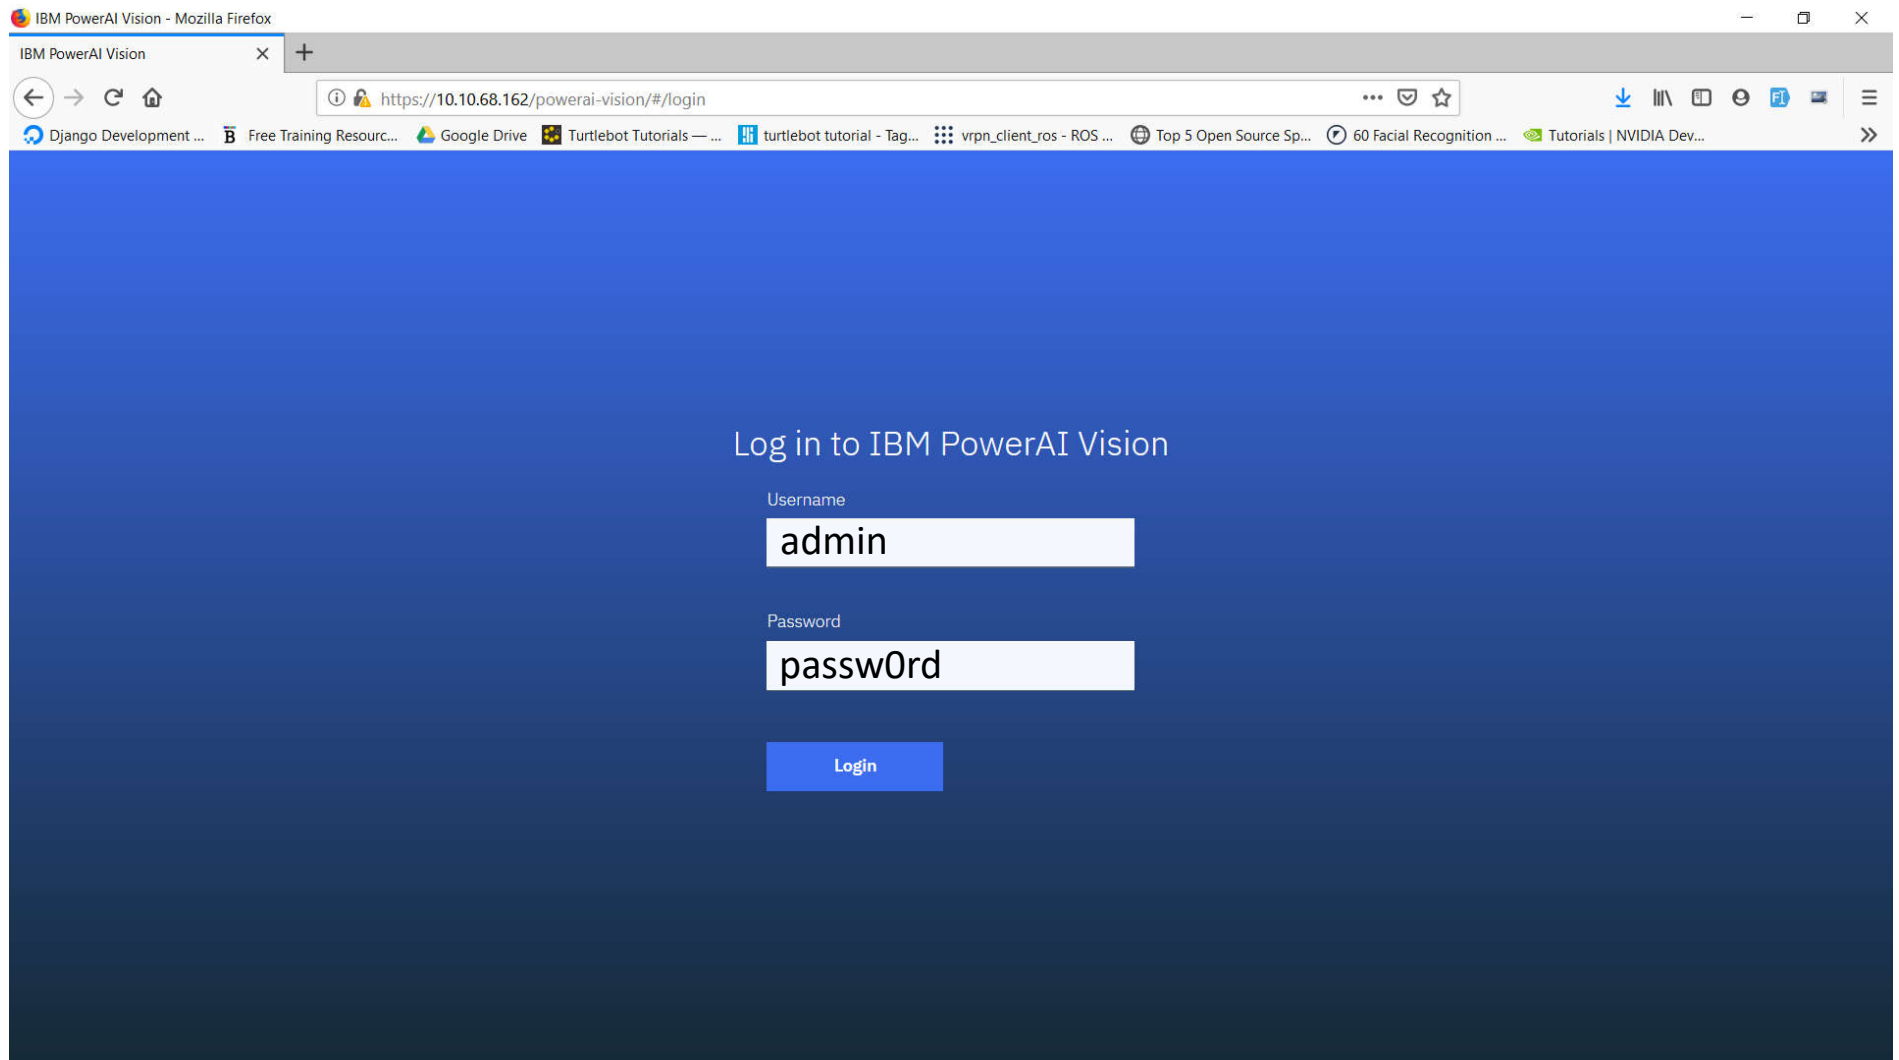 IBM PowerAI Vision - Mozilla Firefox
IBM PowerAI Vision
https://10.10.68.162/powerai-vision/#/login
Django Development ... Free Training Resourc... Google Drive Turtlebot Tutorials — ... turtlebot tutorial - Tag... vrpn_client_ros - ROS ... Top 5 Open Source Sp... 60 Facial Recognition ... Tutorials | NVIDIA Dev...
Log in to IBM PowerAI Vision
Username
admin
Password
passw0rd
Login